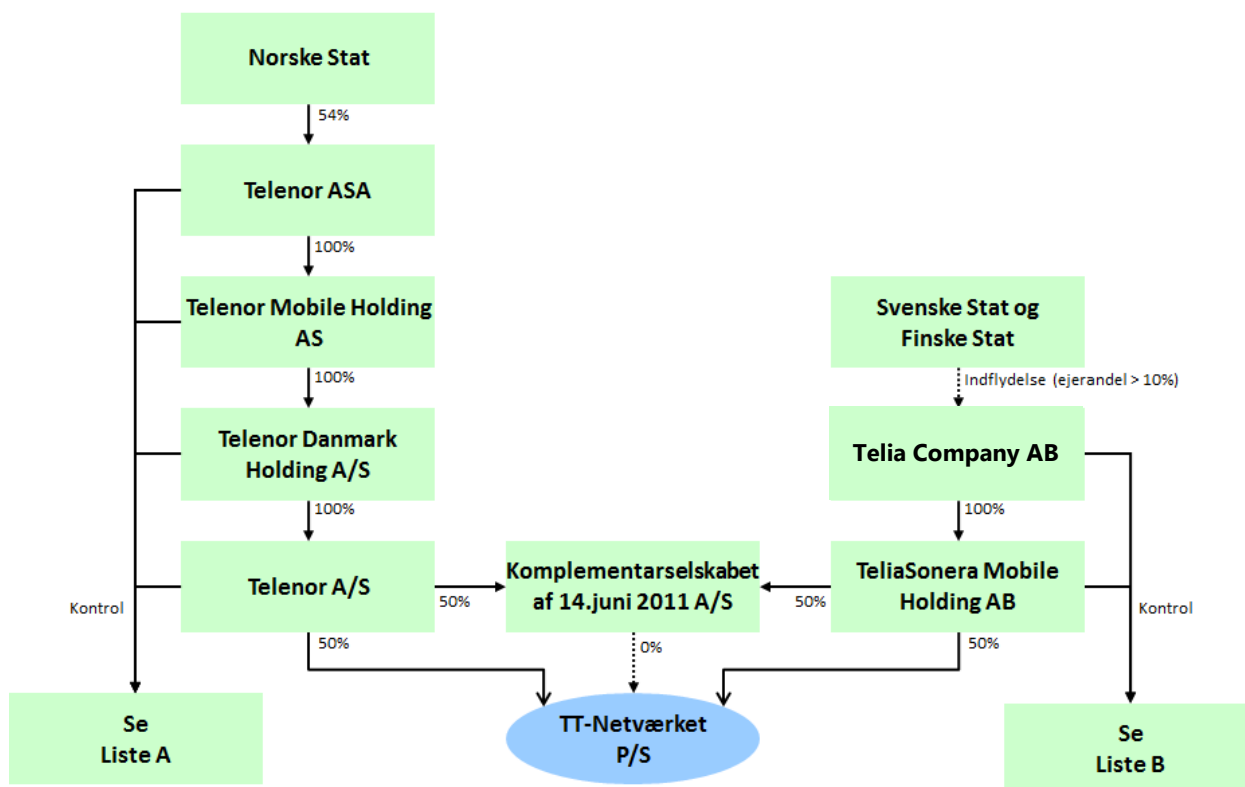 Norske Stat
54%
Telenor ASA
100%
Telenor Mobile Holding
AS
100%
Telenor Danmark
Holding A/S
100%
Telenor A/S
50%
50%
Kontrol
Se
Liste A
Komplementarselskabet
af 14.juni 2011 A/S
0%
TT-Netværket
P/S
Svenske Stat og
Finske Stat
Indflydelse (ejerandel > 10%)
Telia Company AB
100%
TeliaSonera Mobile
Holding AB
50%
50%
Kontrol
Se
Liste B